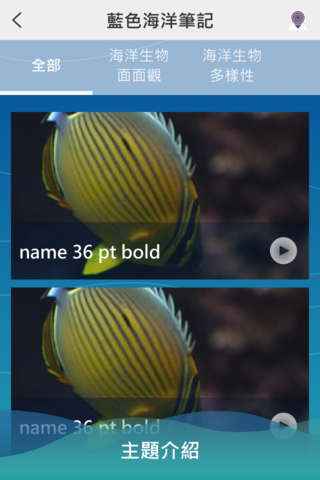 藍色海洋筆記
全部
海洋生物
面面觀
海洋生物
多樣性
name 36 pt bold
name 36 pt bold
主題介紹